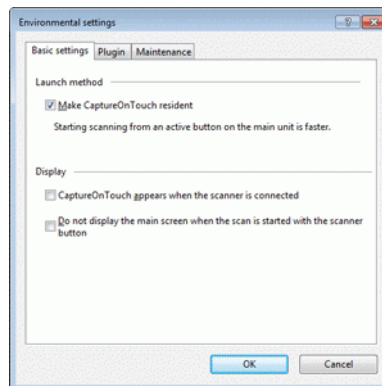 Environmental settings
Basic settings Plugin Maintenance
Launch method
Make CaptureOnTouch resident
Starting scanning from an active button on the main unit is faster.
Display
CaptureOnTouch appears when the scanner is connected
Do not display the main screen when the scan is started with the scanner
button
OK Cancel